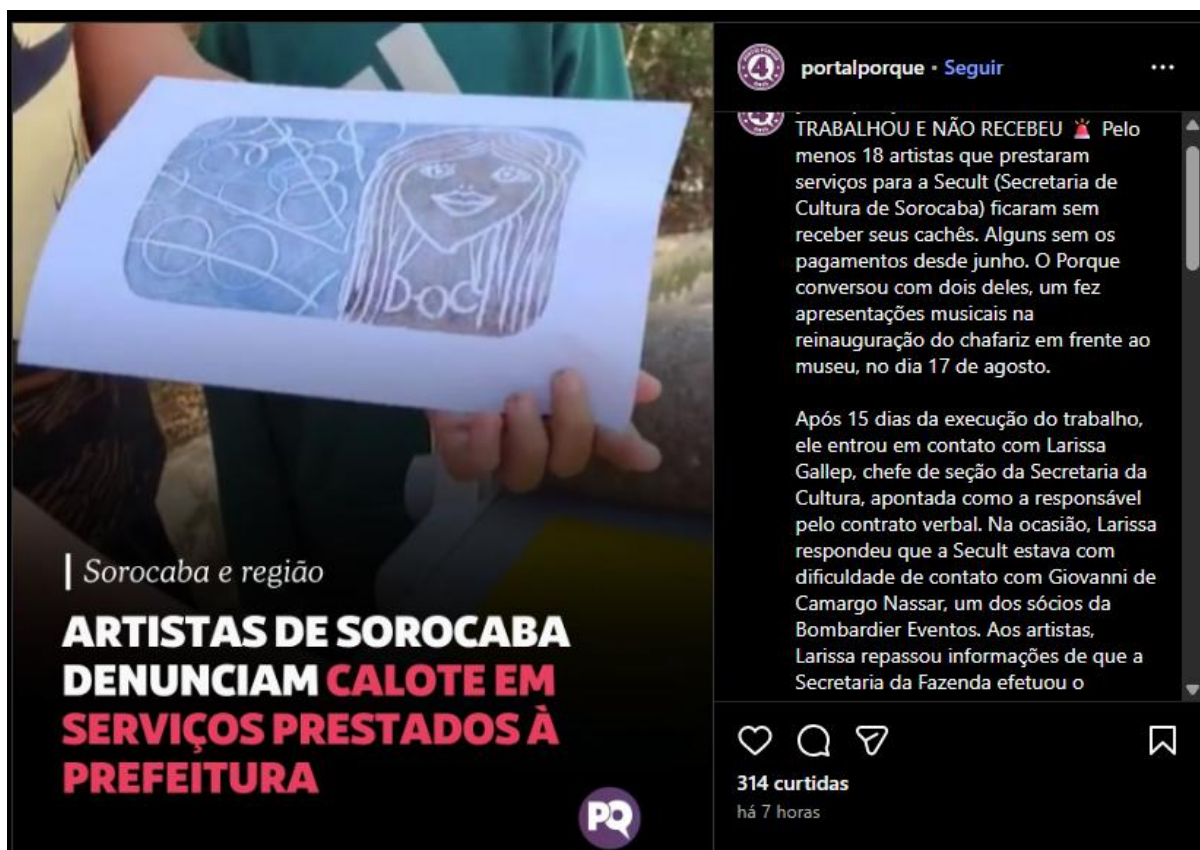 Sorocaba e região
ARTISTAS DE SOROCABA
DENUNCIAM CALOTE EM
SERVIÇOS PRESTADOS À
PREFEITURA
PQ
portalporque • Seguir
TRABALHOU E NÃO RECEBEU 🚨 Pelo
menos 18 artistas que prestaram
serviços para a Secult (Secretaria de
Cultura de Sorocaba) ficaram sem
receber seus cachês. Alguns sem os
pagamentos desde junho. O Porque
conversou com dois deles, um fez
apresentações musicais na
reinauguração do chafariz em frente ao
museu, no dia 17 de agosto.
Após 15 dias da execução do trabalho,
ele entrou em contato com Larissa
Gallep, chefe de seção da Secretaria da
Cultura, apontada como a responsável
pelo contrato verbal. Na ocasião, Larissa
respondeu que a Secult estava com
dificuldade de contato com Giovanni de
Camargo Nassar, um dos sócios da
Bombardier Eventos. Aos artistas,
Larissa repassou informações de que a
Secretaria da Fazenda efetuou o
314 curtidas
há 7 horas